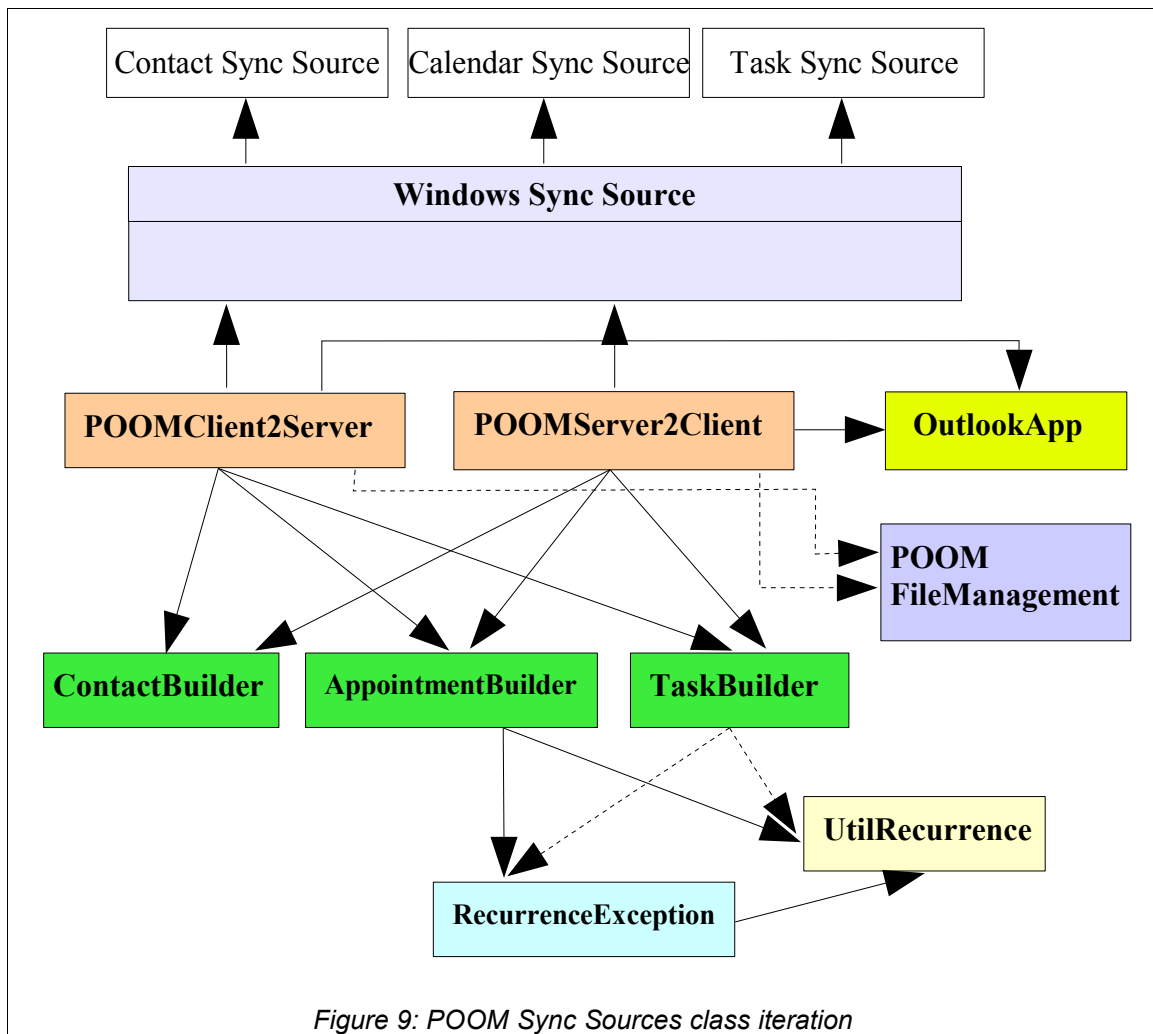 Contact Sync Source
Calendar Sync Source
Task Sync Source
Windows Sync Source
POOMClient2Server
POOMServer2Client
OutlookApp
POOM
FileManagement
ContactBuilder
AppointmentBuilder
TaskBuilder
UtilRecurrence
RecurrenceException
Figure 9: POOM Sync Sources class iteration